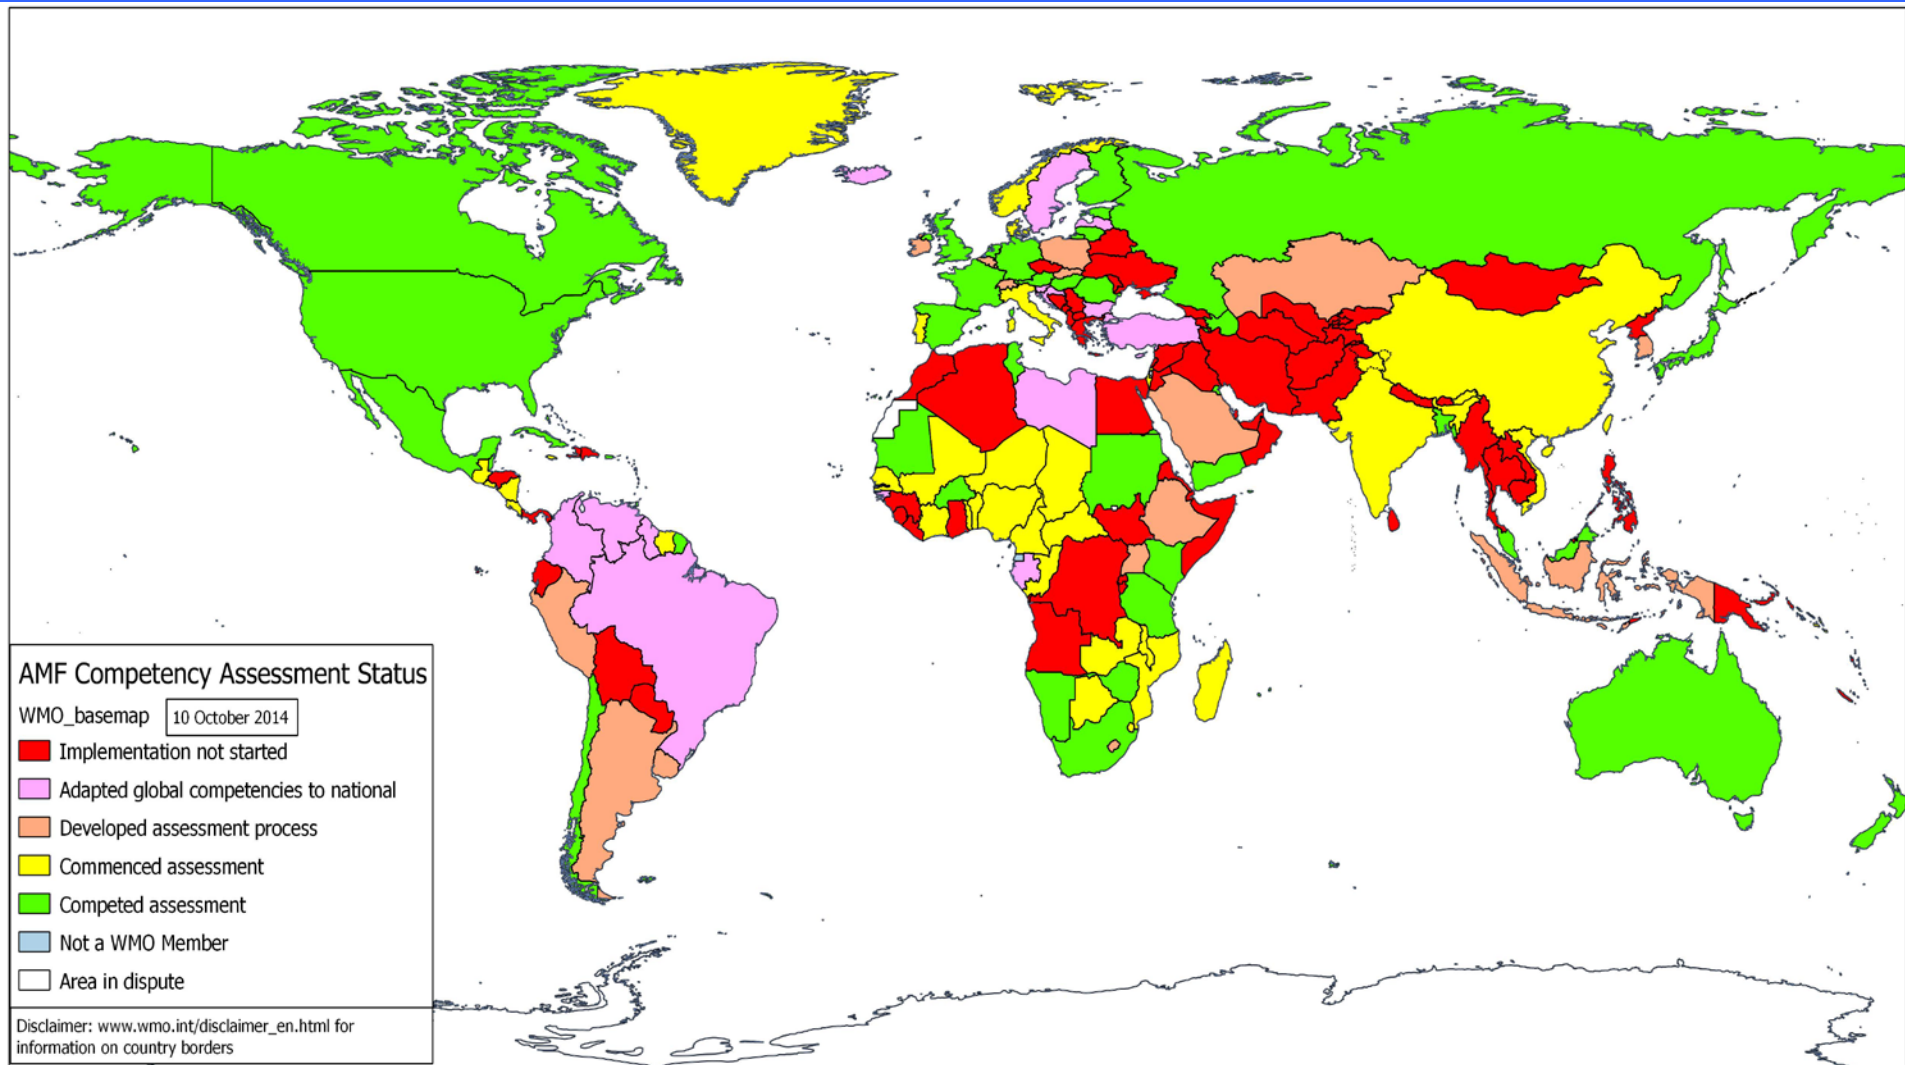 AMF Competency Assessment Status
WMO_basemap 10 October 2014
Implementation not started
Adapted global competencies to national
Developed assessment process
Commenced assessment
Competed assessment
Not a WMO Member
Area in dispute
Disclaimer: www.wmo.int/disclaimer_en.html for
information on country borders